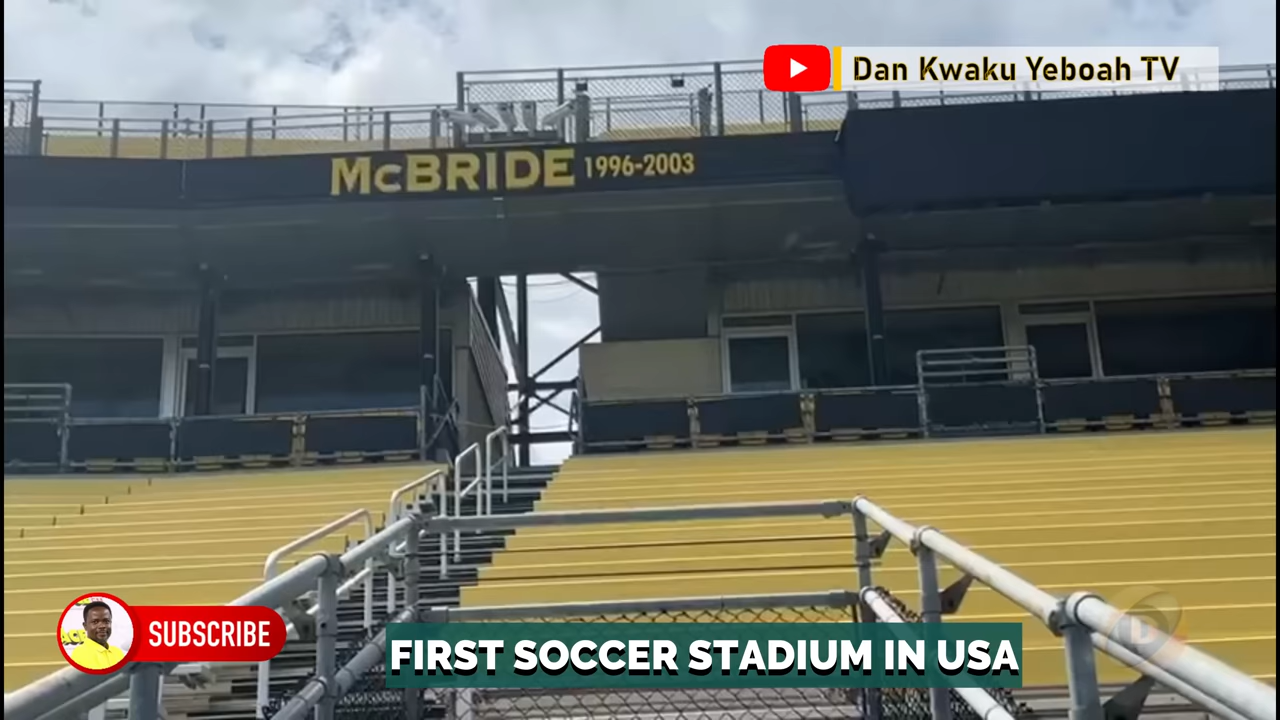 Dan Kwaku Yeboah TV
McBRIDE 1996-2003
SUBSCRIBE
FIRST SOCCER STADIUM IN USA